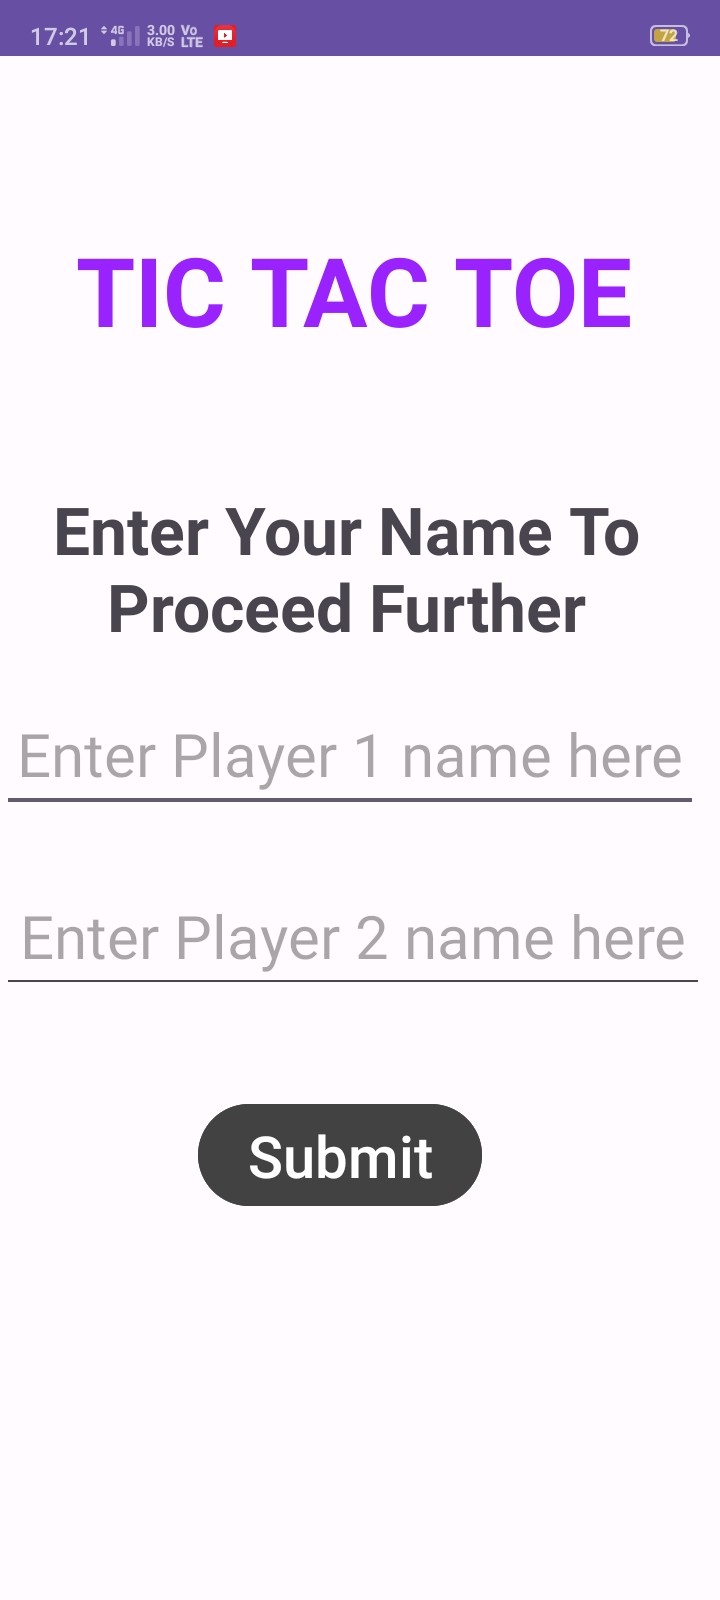 17:21 4G 3.00 KB/S Vo LTE 72
TIC TAC TOE
Enter Your Name To
Proceed Further
Enter Player 1 name here
Enter Player 2 name here
Submit